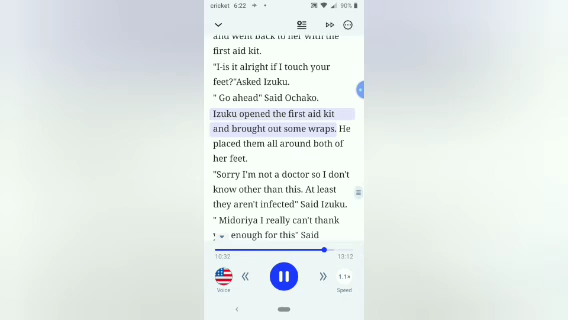 cricket 6:22
90%
and went back to her with the
first aid kit.
"I-is it alright if I touch your
feet?"Asked Izuku.
" Go ahead" Said Ochako.
Izuku opened the first aid kit
and brought out some wraps. He
placed them all around both of
her feet.
"Sorry I'm not a doctor so I don't
know other than this. At least
they aren't infected" Said Izuku.
" Midoriya I really can't thank
enough for this" Said
10:32
13:12
1.1×
Voice
Speed